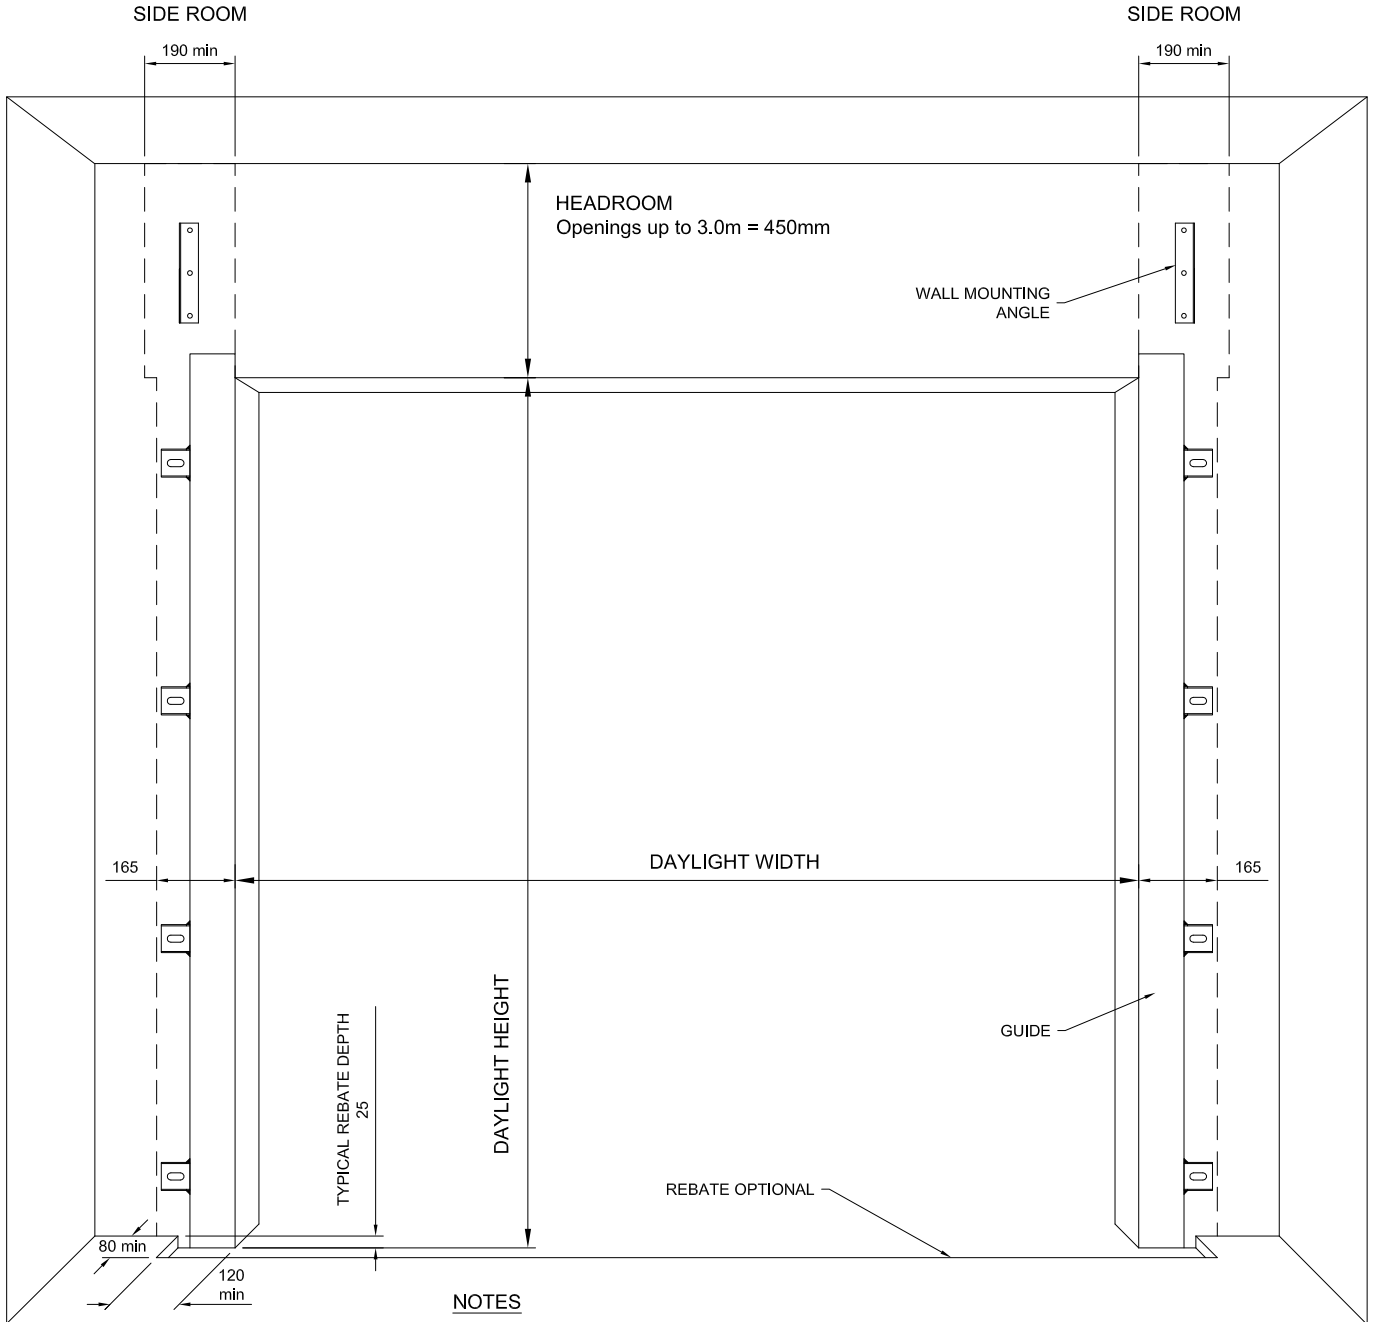 SIDE ROOM
SIDE ROOM
190 min
190 min
HEADROOM
Openings up to 3.0m = 450mm
WALL MOUNTING
ANGLE
165
DAYLIGHT WIDTH
165
DAYLIGHT HEIGHT
TYPICAL REBATE DEPTH
25
GUIDE
REBATE OPTIONAL
80 min
120
min
NOTES